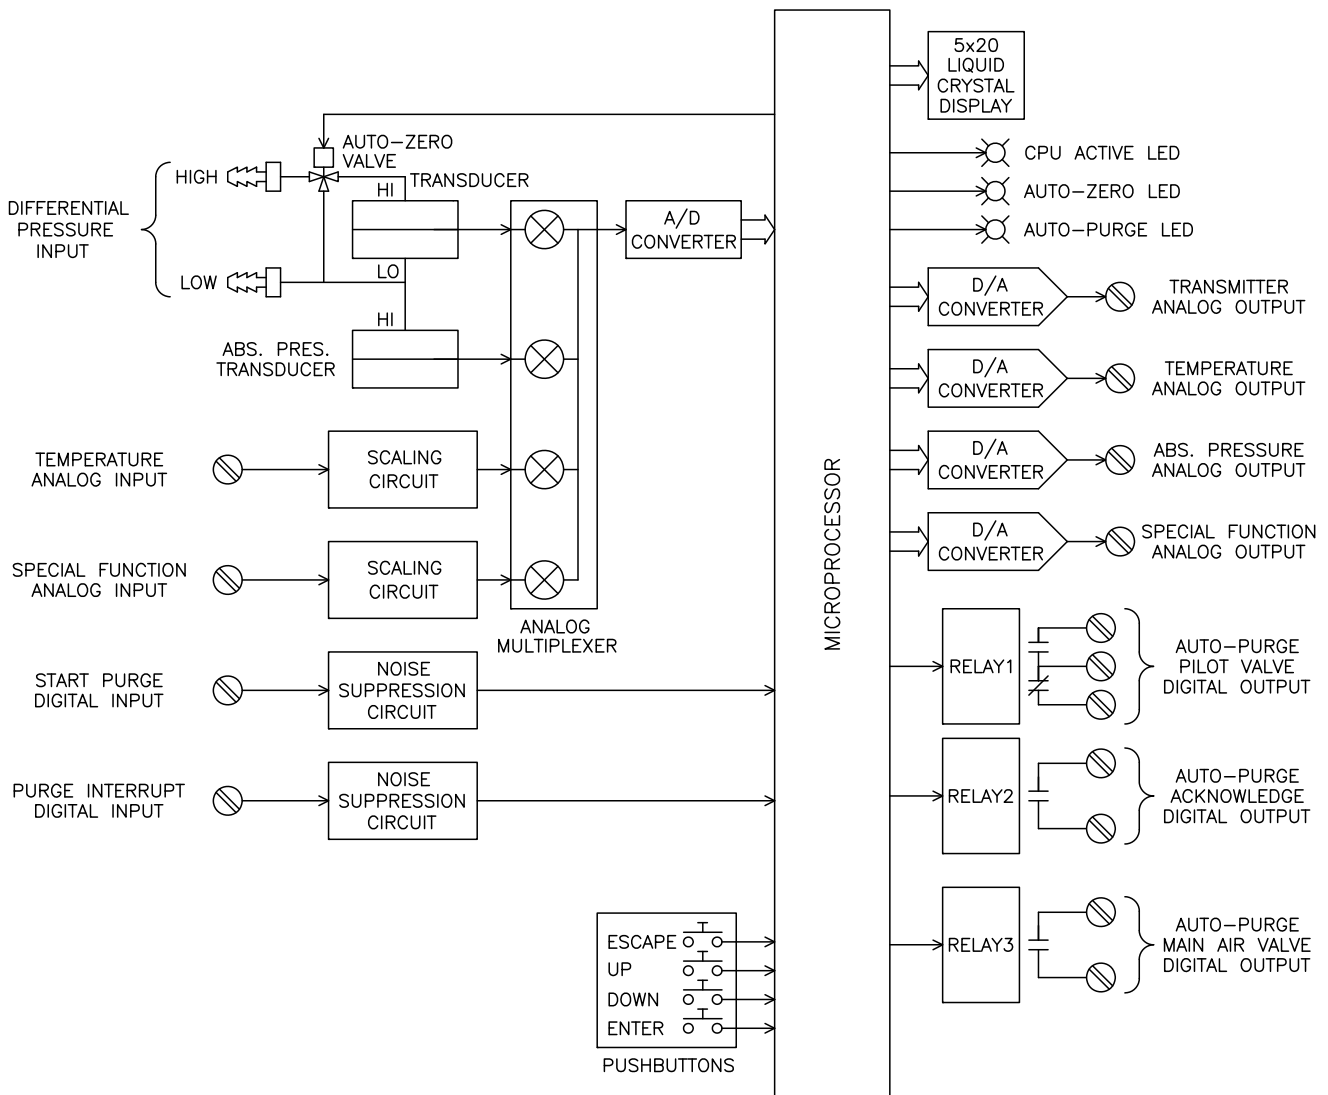 5x20
LIQUID
CRYSTAL
DISPLAY
AUTO-ZERO
VALVE
HIGH
TRANSDUCER
HI
DIFFERENTIAL
PRESSURE
INPUT
LOW
LO
HI
ABS. PRES.
TRANSDUCER
A/D
CONVERTER
TEMPERATURE
ANALOG INPUT
SCALING
CIRCUIT
SPECIAL FUNCTION
ANALOG INPUT
SCALING
CIRCUIT
ANALOG
MULTIPLEXER
START PURGE
DIGITAL INPUT
NOISE
SUPPRESSION
CIRCUIT
PURGE INTERRUPT
DIGITAL INPUT
NOISE
SUPPRESSION
CIRCUIT
ESCAPE
UP
DOWN
ENTER
PUSHBUTTONS
MICROPROCESSOR
CPU ACTIVE LED
AUTO-ZERO LED
AUTO-PURGE LED
D/A
CONVERTER
TRANSMITTER
ANALOG OUTPUT
D/A
CONVERTER
TEMPERATURE
ANALOG OUTPUT
D/A
CONVERTER
ABS. PRESSURE
ANALOG OUTPUT
D/A
CONVERTER
SPECIAL FUNCTION
ANALOG OUTPUT
RELAY1
AUTO-PURGE
PILOT VALVE
DIGITAL OUTPUT
RELAY2
AUTO-PURGE
ACKNOWLEDGE
DIGITAL OUTPUT
RELAY3
AUTO-PURGE
MAIN AIR VALVE
DIGITAL OUTPUT